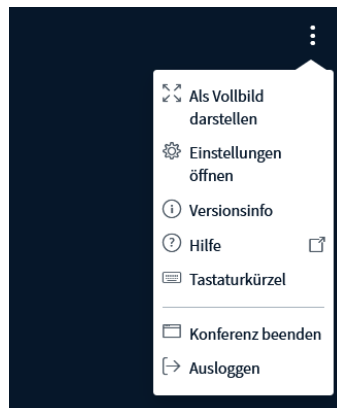 Als Vollbild
darstellen
Einstellungen
öffnen
Versionsinfo
Hilfe
Tastaturkürzel
Konferenz beenden
Ausloggen